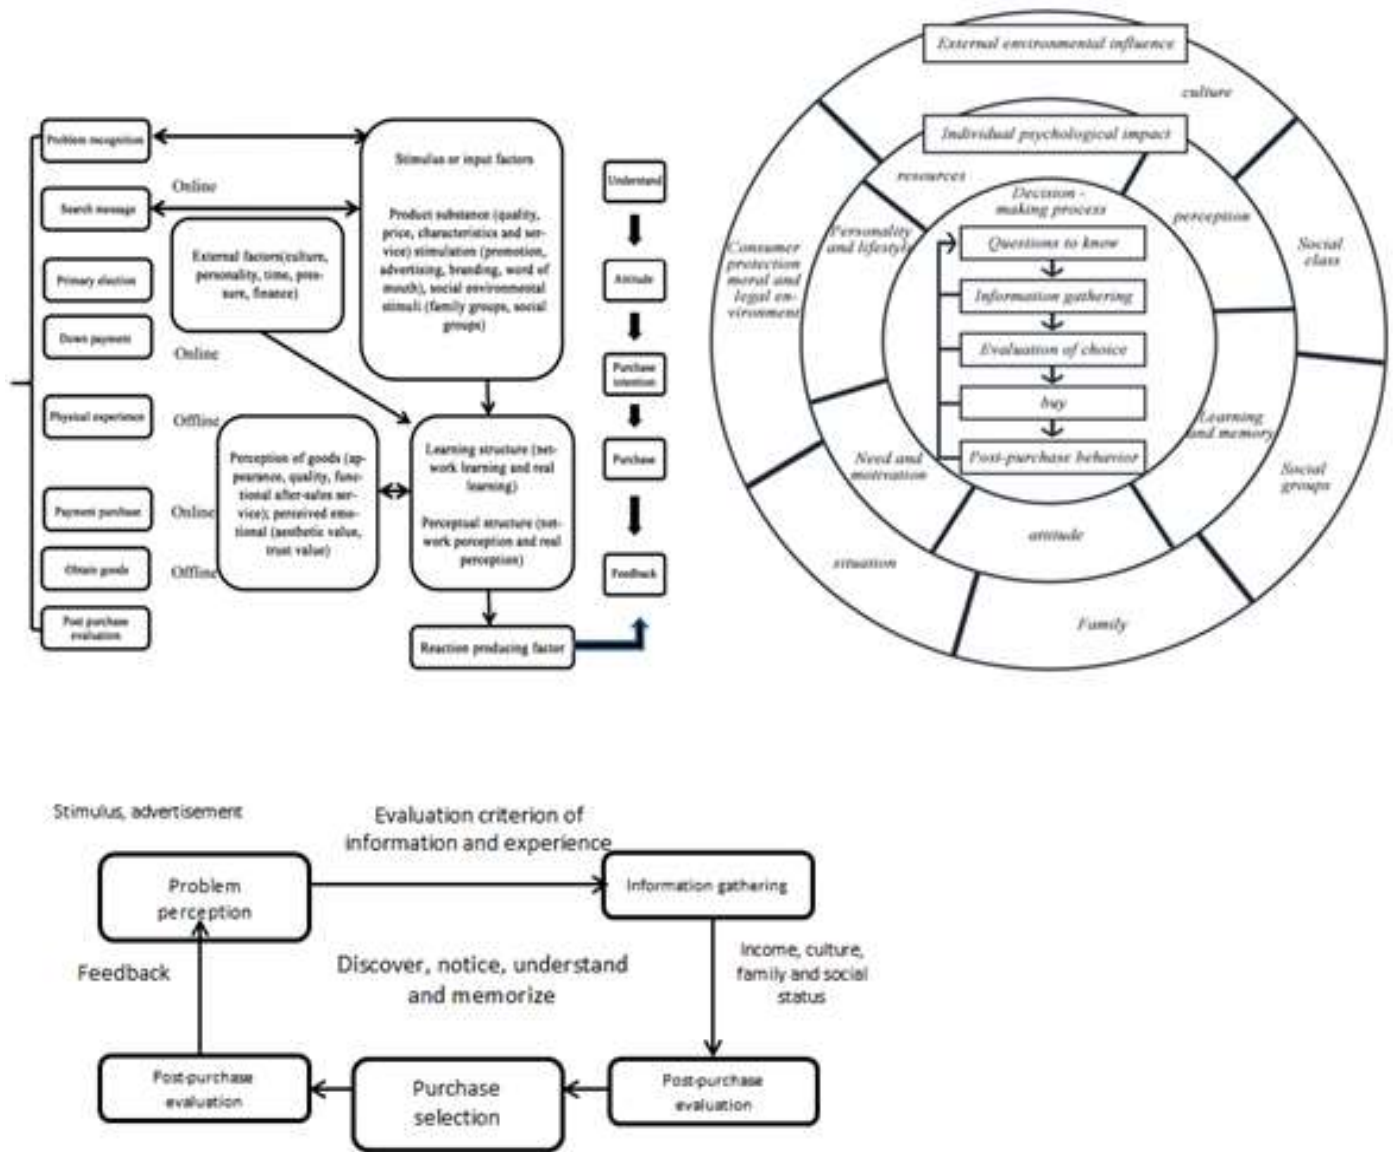 Problem recognition
Search message
Primary election
Down payment
Physical experience
Payment purchase
Obtain goods
Post purchase
evaluation
Online
Online
Offline
Online
Offline
External factors(culture,
personality, time, pres-
sure, finance)
Perception of goods (ap-
pearance, quality, func-
tional after-sales ser-
vice); perceived emo-
tional (aesthetic value,
trust value)
Stimulus or input factors
Product substance (quality,
price, characteristics and ser-
vice) stimulation (promotion,
advertising, branding, word of
mouth), social environmental
stimuli (family groups, social
groups)
Learning structure (net-
work learning and real
learning)
Perceptual structure (net-
work perception and real
perception)
Reaction producing factor
Understand
Attitude
Purchase
intention
Purchase
Feedback
External environmental influence
culture
Individual psychological impact
resources
Decision -
making process
perception
Personality
and lifestyle
Questions to know
Consumer
protection
moral and
legal en-
vironment
Social
class
Information gathering
Evaluation of choice
buy
Learning
and memory
Post-purchase behavior
Need and
motivation
Social
groups
attitude
situation
Family
Stimulus, advertisement
Evaluation criterion of
information and experience
Problem
perception
Information gathering
Feedback
Discover, notice, understand
and memorize
Income, culture,
family and social
status
Post-purchase
evaluation
Purchase
selection
Post-purchase
evaluation